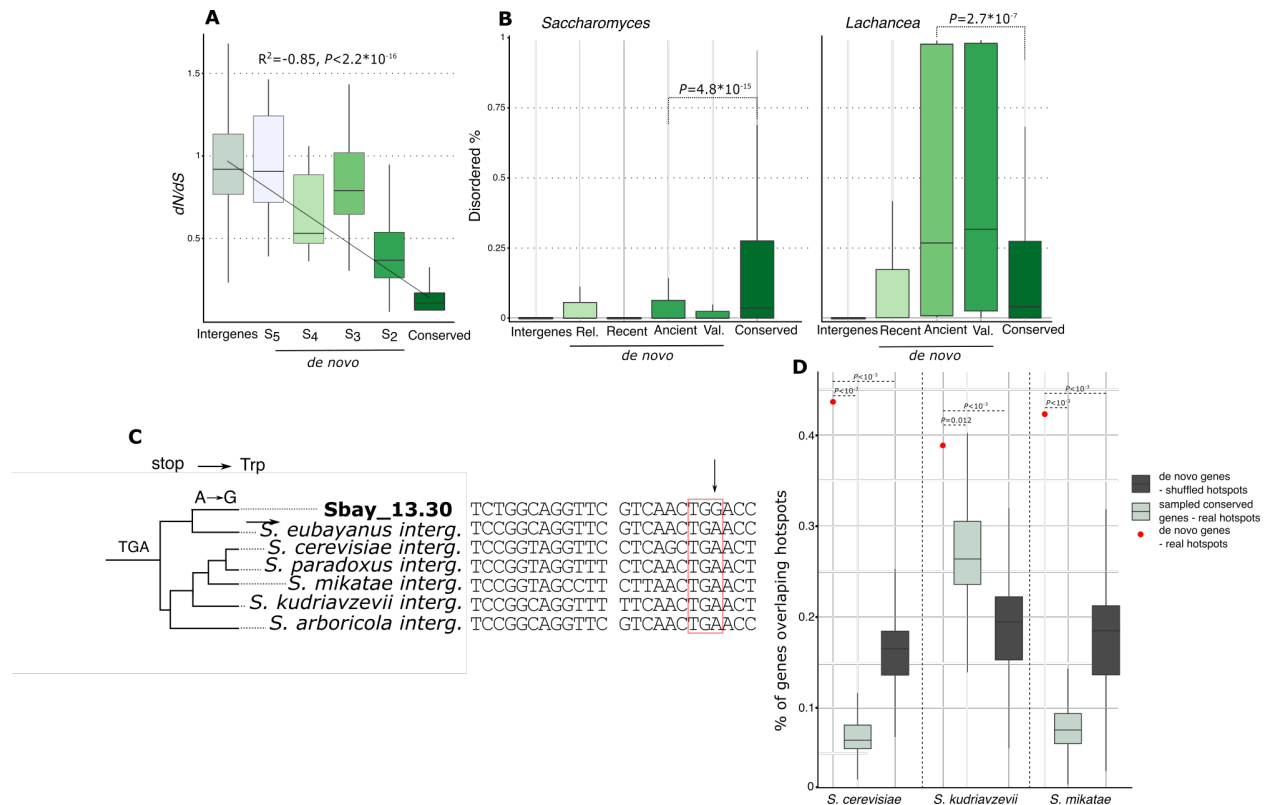 A
R²=-0.85, P<2.2*10⁻¹⁶
dN/dS
1.5
1
0.5
Intergenes S₅ S₄ S₃ S₂ Conserved
de novo
B
Saccharomyces
Lachancea
P=2.7*10⁻⁷
P=4.8*10⁻¹⁵
Disordered %
1
0.75
0.25
0
Intergenes Rel. Recent Ancient Val. Conserved
de novo
Intergenes Recent Ancient Val. Conserved
de novo
C
stop → Trp
A→G
TGA
Sbay_13.30 TCTGGCAGGTTCG GTCAACTGGACC
S. eubayanus interg. TCCGGCAGGTTCG GTCAACTGAACC
S. cerevisiae interg. TCCGGTAGGTTT CTCAGCTGAACT
S. paradoxus interg. TCCGGTAGGTTT CTCAACTGAACT
S. mikatae interg. TCCGGTAGCCTT CTTAACTGAACT
S. kudriavzevii interg. TCCGGCAGGTTT TTCAACTGAACT
S. arboricola interg. TCCGGCAGGTTC GTCAACTGAACC
D
P<10⁻³
P<10⁻³
P<10⁻³
P=0.012
P<10⁻³
P<10⁻³
% of genes overlaping hotspots
0.4
0.3
0.2
0.1
0
S. cerevisiae S. kudriavzevii S. mikatae
de novo genes
- shuffled hotspots
sampled conserved
genes - real hotspots
de novo genes
- real hotspots